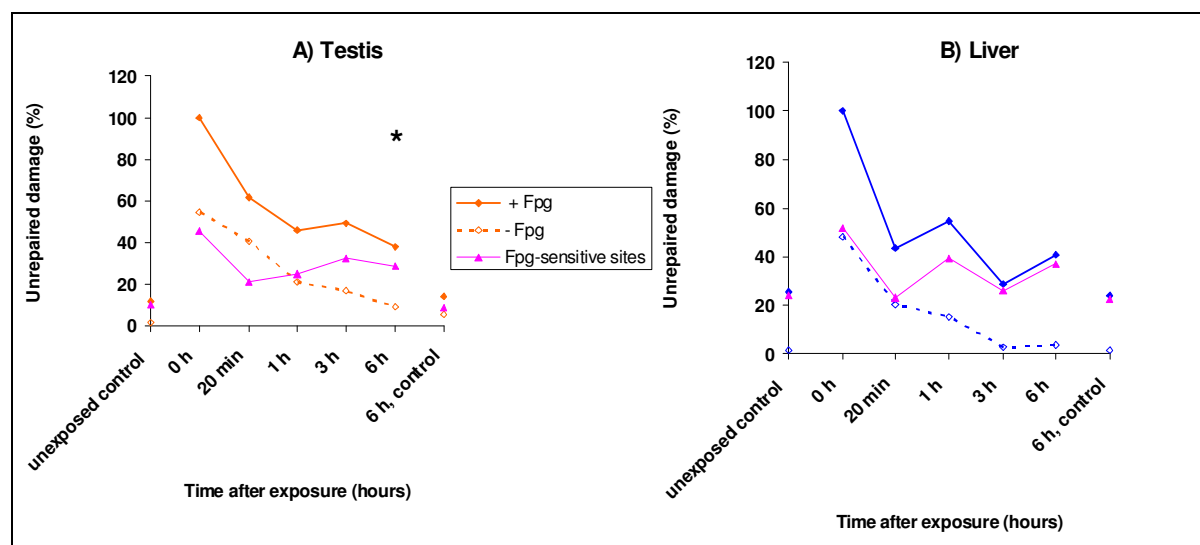 A) Testis
Unrepaired damage (%)
120
100
80
60
40
20
0
*
unexposed control
0 h
20 min
1 h
3 h
6 h
6 h, control
Time after exposure (hours)
+ Fpg
- Fpg
Fpg-sensitive sites
B) Liver
Unrepaired damage (%)
120
100
80
60
40
20
0
unexposed control
0 h
20 min
1 h
3 h
6 h
6 h, control
Time after exposure (hours)